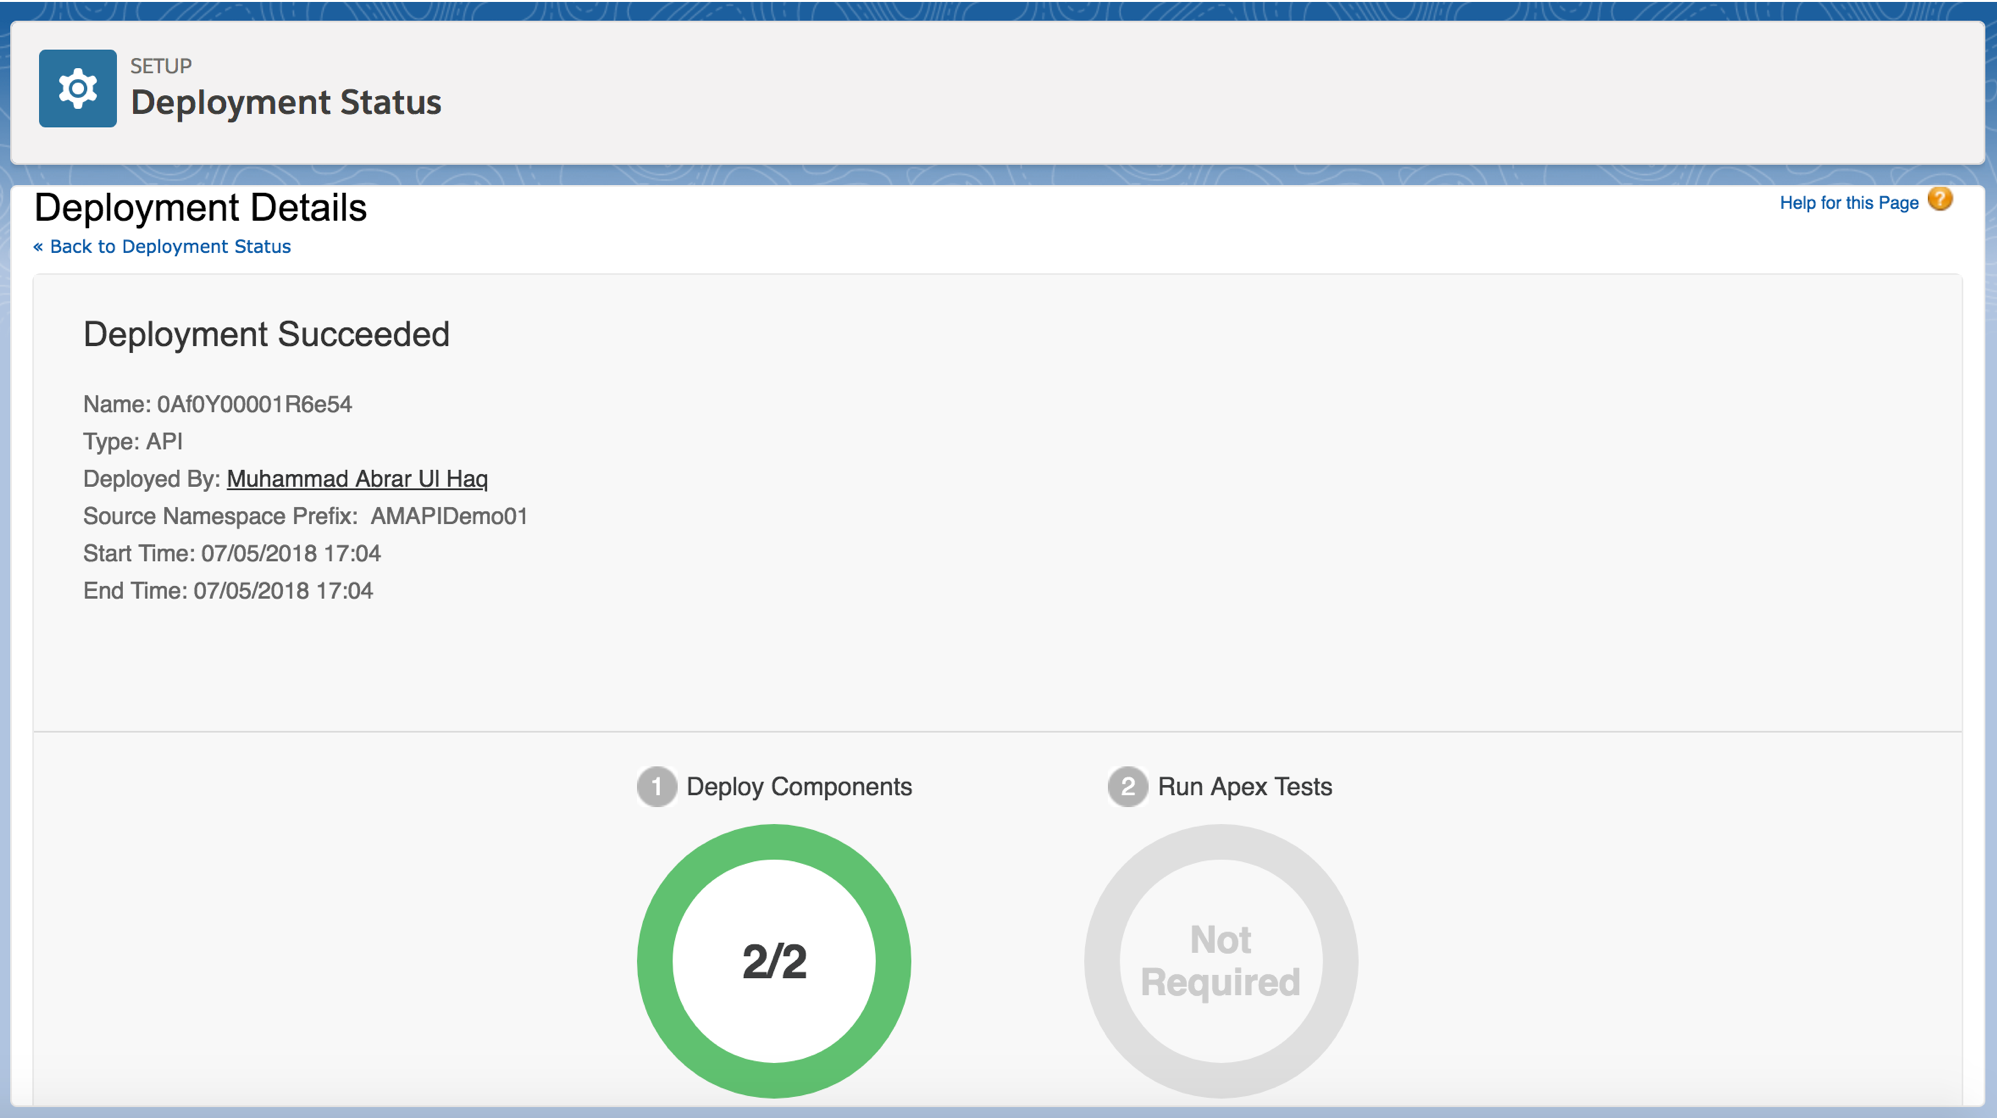 SETUP
Deployment Status
Deployment Details
Help for this Page ?
« Back to Deployment Status
Deployment Succeeded
Name: 0Af0Y00001R6e54
Type: API
Deployed By: Muhammad Abrar Ul Haq
Source Namespace Prefix: AMAPIDemo01
Start Time: 07/05/2018 17:04
End Time: 07/05/2018 17:04
1 Deploy Components
2 Run Apex Tests
2/2
Not
Required